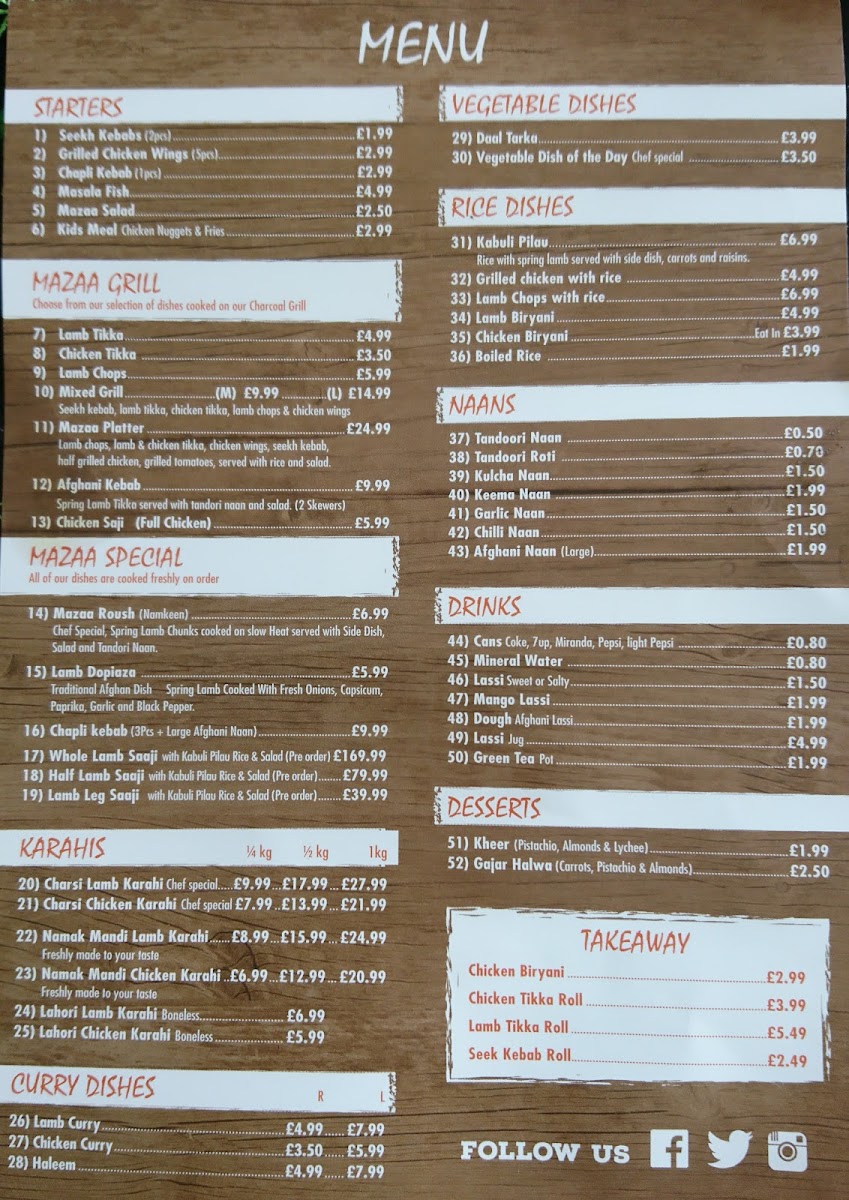 MENU
STARTERS
1) Seekh Kebabs (2pcs) £1.99
2) Grilled Chicken Wings (5pcs) £2.99
3) Chapli Kebab (1pcs) £2.99
4) Masala Fish £4.99
5) Mazaa Salad £2.50
6) Kids Meal Chicken Nuggets & Fries £2.99
MAZAA GRILL
Choose from our selection of dishes cooked on our Charcoal Grill
7) Lamb Tikka £4.99
8) Chicken Tikka £3.50
9) Lamb Chops £5.99
10) Mixed Grill (M) £9.99 (L) £14.99
Seekh kebab, lamb tikka, chicken tikka, lamb chops & chicken wings
11) Mazaa Platter £24.99
Lamb chops, lamb & chicken tikka, chicken wings, seekh kebab,
half grilled chicken, grilled tomatoes, served with rice and salad.
12) Afghani Kebab £9.99
Spring Lamb Tikka served with tandori naan and salad. (2 Skewers)
13) Chicken Saji (Full Chicken) £5.99
MAZAA SPECIAL
All of our dishes are cooked freshly on order
14) Mazaa Roush (Namkeen) £6.99
Chef Special, Spring Lamb Chunks cooked on slow Heat served with Side Dish,
Salad and Tandori Naan.
15) Lamb Dopiaza £5.99
Traditional Afghan Dish Spring Lamb Cooked With Fresh Onions, Capsicum,
Paprika, Garlic and Black Pepper.
16) Chapli kebab (3Pcs + Large Afghani Naan) £9.99
17) Whole Lamb Saaji with Kabuli Pilau Rice & Salad (Pre order) £169.99
18) Half Lamb Saaji with Kabuli Pilau Rice & Salad (Pre order) £79.99
19) Lamb Leg Saaji with Kabuli Pilau Rice & Salad (Pre order) £39.99
KARAHIS ¼ kg ½ kg 1kg
20) Charsi Lamb Karahi Chef special £9.99 £17.99 £27.99
21) Charsi Chicken Karahi Chef special £7.99 £13.99 £21.99
22) Namak Mandi Lamb Karahi £8.99 £15.99 £24.99
Freshly made to your taste
23) Namak Mandi Chicken Karahi £6.99 £12.99 £20.99
Freshly made to your taste
24) Lahori Lamb Karahi Boneless £6.99
25) Lahori Chicken Karahi Boneless £5.99
CURRY DISHES R L
26) Lamb Curry £4.99 £7.99
27) Chicken Curry £3.50 £5.99
28) Haleem £4.99 £7.99
VEGETABLE DISHES
29) Daal Tarka £3.99
30) Vegetable Dish of the Day Chef special £3.50
RICE DISHES
31) Kabuli Pilau £6.99
Rice with spring lamb served with side dish, carrots and raisins.
32) Grilled chicken with rice £4.99
33) Lamb Chops with rice £6.99
34) Lamb Biryani £4.99
35) Chicken Biryani Eat In £3.99
36) Boiled Rice £1.99
NAANS
37) Tandoori Naan £0.50
38) Tandoori Roti £0.70
39) Kulcha Naan £1.50
40) Keema Naan £1.99
41) Garlic Naan £1.50
42) Chilli Naan £1.50
43) Afghani Naan (Large) £1.99
DRINKS
44) Cans Coke, 7up, Miranda, Pepsi, light Pepsi £0.80
45) Mineral Water £0.80
46) Lassi Sweet or Salty £1.50
47) Mango Lassi £1.99
48) Dough Afghani Lassi £1.99
49) Lassi Jug £4.99
50) Green Tea Pot £1.99
DESSERTS
51) Kheer (Pistachio, Almonds & Lychee) £1.99
52) Gajar Halwa (Carrots, Pistachio & Almonds) £2.50
TAKEAWAY
Chicken Biryani £2.99
Chicken Tikka Roll £3.99
Lamb Tikka Roll £5.49
Seek Kebab Roll £2.49
FOLLOW US